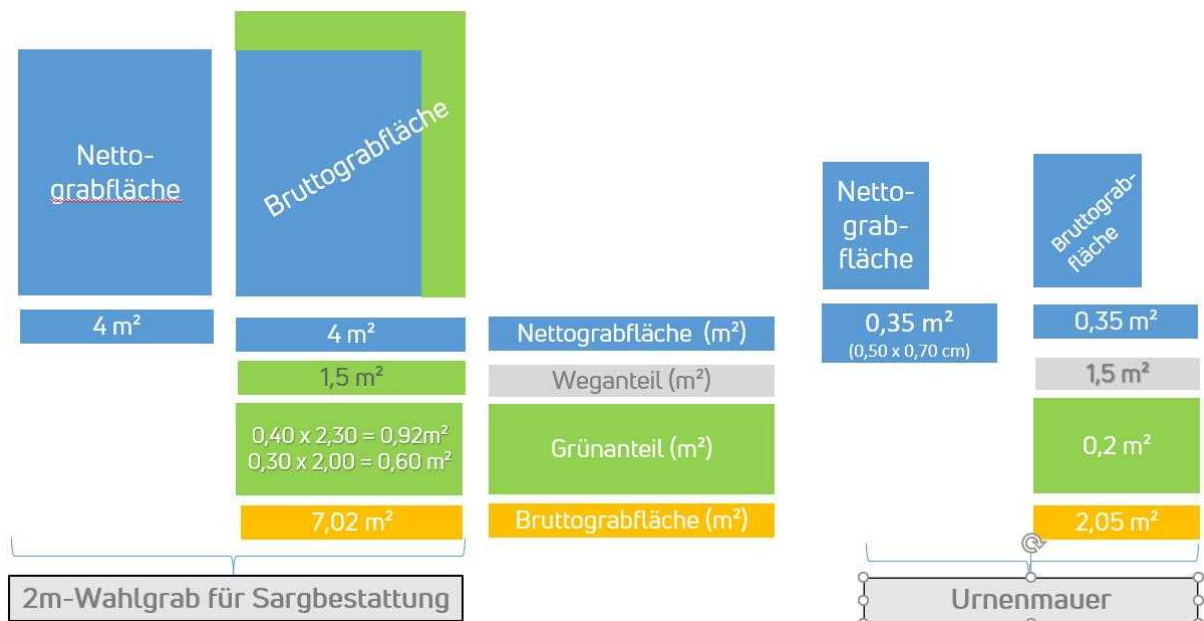 Netto-
grabfläche
Bruttograbfläche
Netto-
grab-
fläche
Bruttograb-
fläche
4 m²
4 m²
Nettograbfläche (m²)
0,35 m²
(0,50 x 0,70 cm)
0,35 m²
1,5 m²
Weganteil (m²)
1,5 m²
0,40 x 2,30 = 0,92m²
0,30 x 2,00 = 0,60 m²
Grünanteil (m²)
0,2 m²
7,02 m²
Bruttograbfläche (m²)
2,05 m²
2m-Wahlgrab für Sargbestattung
Urnenmauer